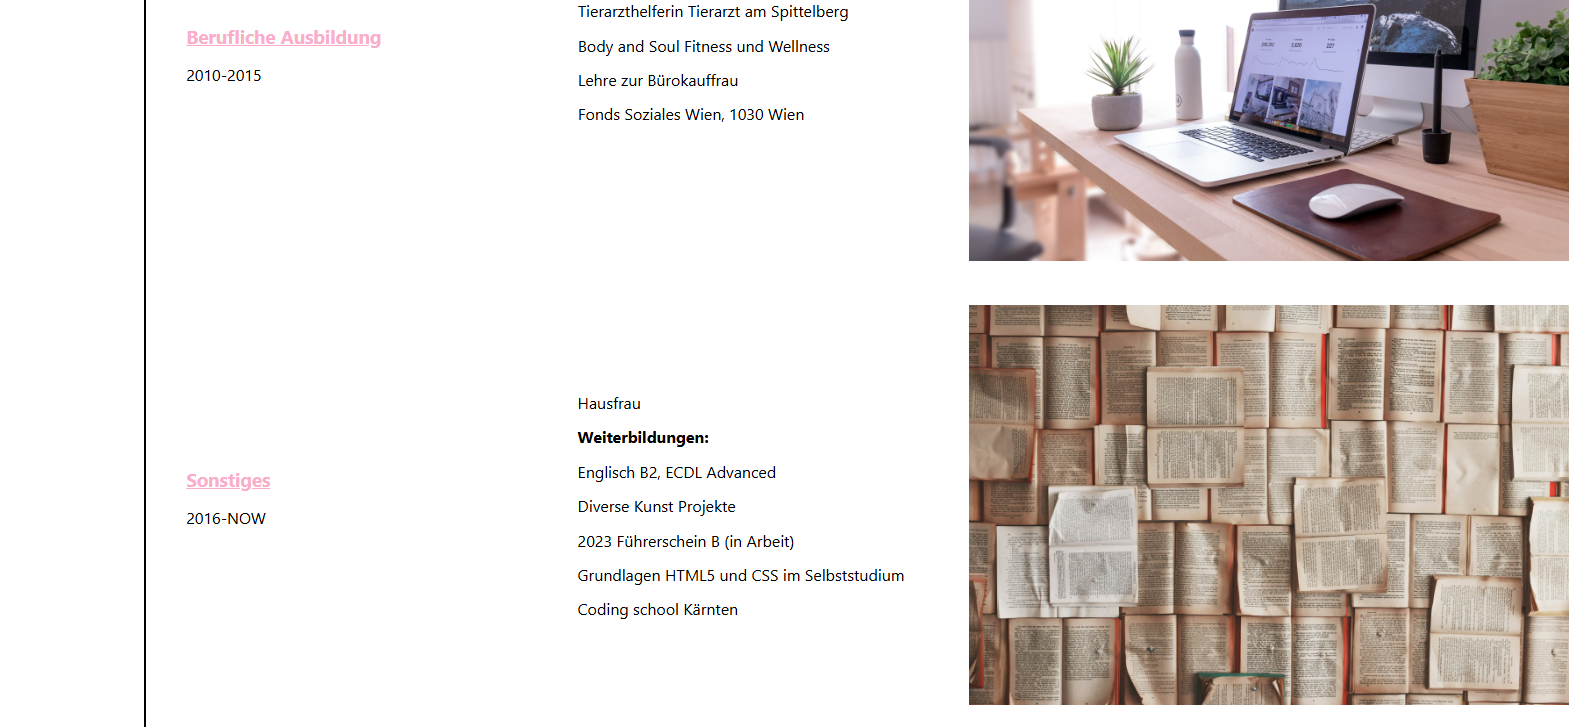 Tierarzthelferin Tierarzt am Spittelberg
Berufliche Ausbildung
2010-2015
Body and Soul Fitness und Wellness
Lehre zur Bürokauffrau
Fonds Soziales Wien, 1030 Wien
Sonstiges
2016-NOW
Hausfrau
Weiterbildungen:
Englisch B2, ECDL Advanced
Diverse Kunst Projekte
2023 Führerschein B (in Arbeit)
Grundlagen HTML5 und CSS im Selbststudium
Coding school Kärnten